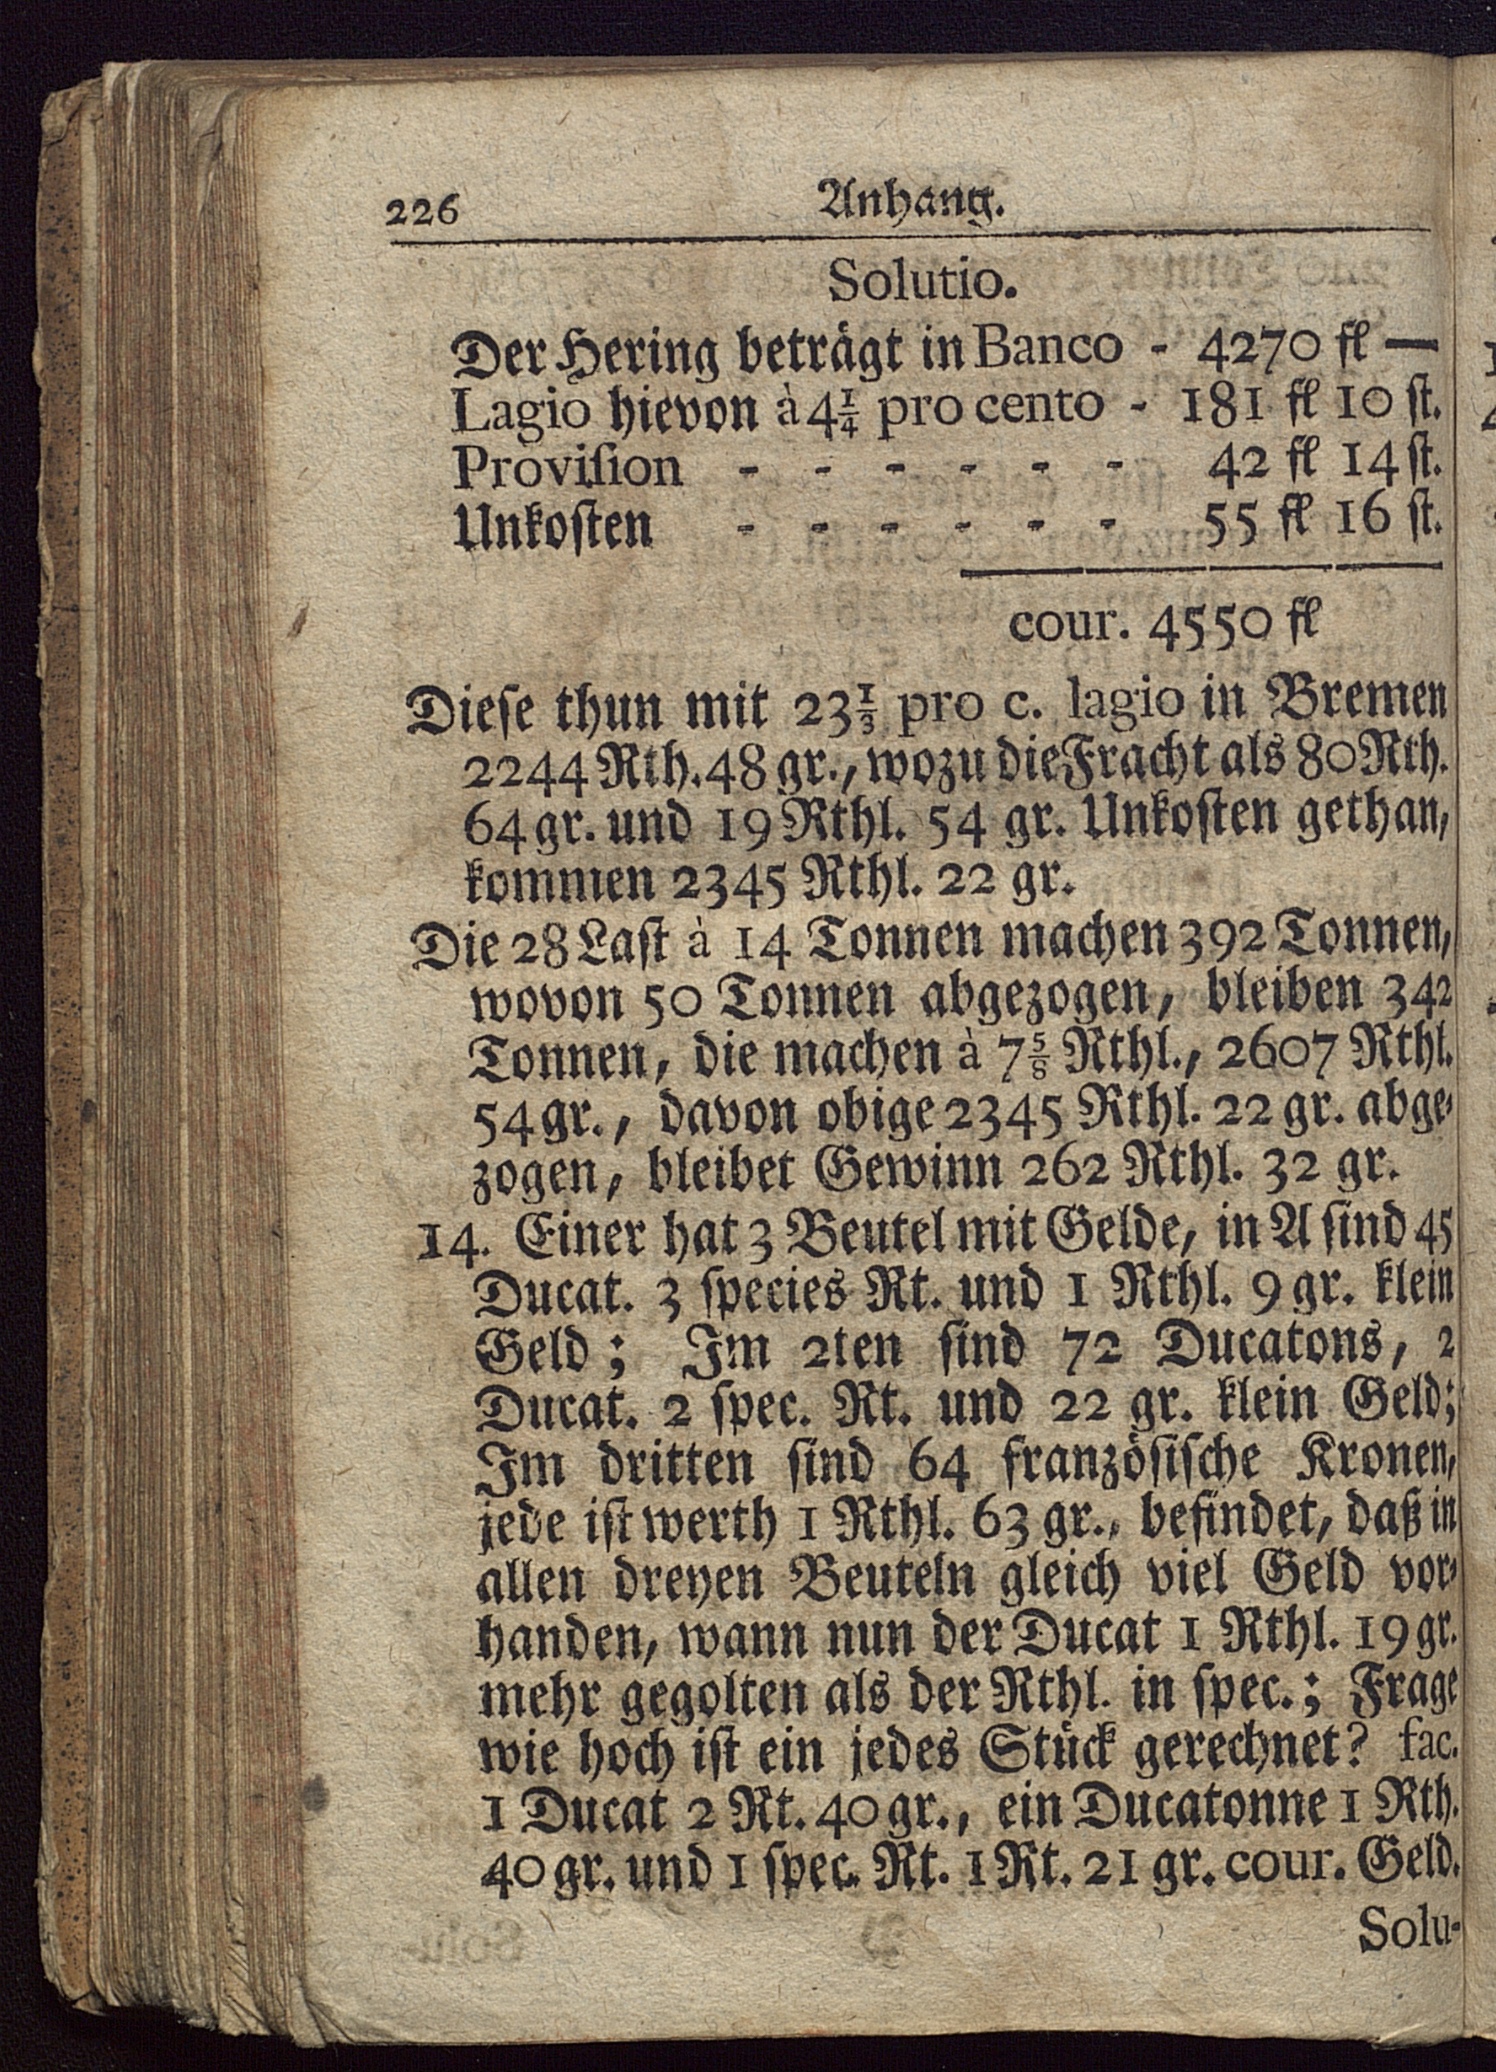 226 Anhang.
Solutio.
Der Hering beträgt in Banco - 4270 fl —
Lagio hievon à 4 1/4 pro cento - 181 fl 10 st.
Proviſion - - - - - - 42 fl 14 ſt.
Unkoſten - - - - - - 55 fl 16 ſt.
cour. 4550 fl
Dieſe thun mit 23 1/3 pro c. lagio in Bremen
2244 Rth. 48 gr., wozu die Fracht als 80 Rth.
64 gr. und 19 Rthl. 54 gr. Unkoſten gethan,
kommen 2345 Rthl. 22 gr.
Die 28 Laſt à 14 Tonnen machen 392 Tonnen,
wovon 50 Tonnen abgezogen, bleiben 342
Tonnen, die machen à 7 5/8 Rthl., 2607 Rthl.
54 gr., davon obige 2345 Rthl. 22 gr. abge-
zogen, bleibet Gewinn 262 Rthl. 32 gr.
14. Einer hat 3 Beutel mit Gelde, in A ſind 45
Ducat. 3 ſpecies Rt. und 1 Rthl. 9 gr. klein
Geld; Im 2ten ſind 72 Ducatons, 2
Ducat. 2 ſpec. Rt. und 22 gr. klein Geld;
Im dritten ſind 64 franzöſiſche Kronen,
jede iſt werth 1 Rthl. 63 gr., befindet, daß in
allen dreyen Beuteln gleich viel Geld vor-
handen, wann nun der Ducat 1 Rthl. 19 gr.
mehr gegolten als der Rthl. in ſpec.; Frage
wie hoch iſt ein jedes Stück gerechnet? fac.
1 Ducat 2 Rt. 40 gr., ein Ducatonne 1 Rth.
40 gr. und 1 ſpec. Rt. 1 Rt. 21 gr. cour. Geld.
Solu-